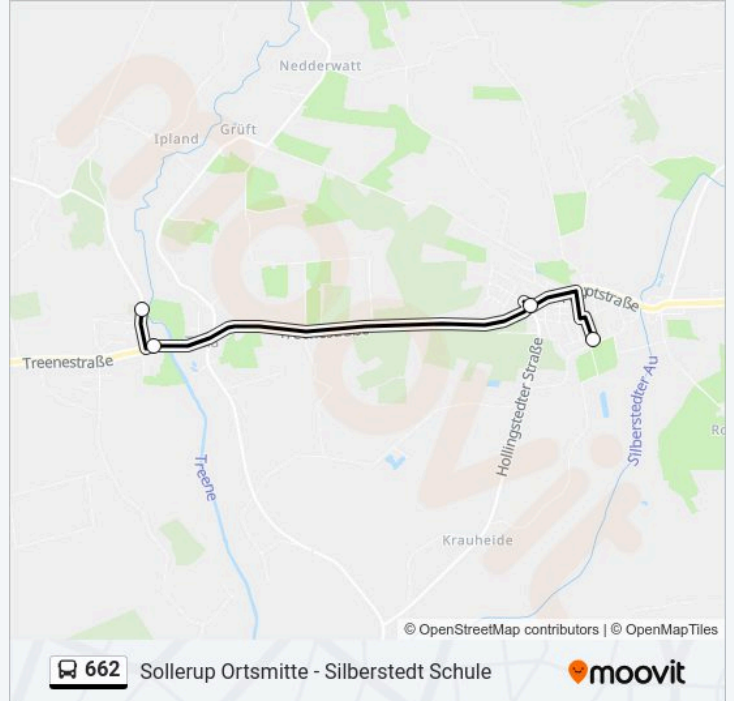 Nedderwatt
Grüft
Ipland
ptstraße
Treenestraße
Hollingstedter Straße
Silberstedter Au
Treene
Krauheide
© OpenStreetMap contributors | © OpenMapTiles
662 Sollerup Ortsmitte - Silberstedt Schule
moovit